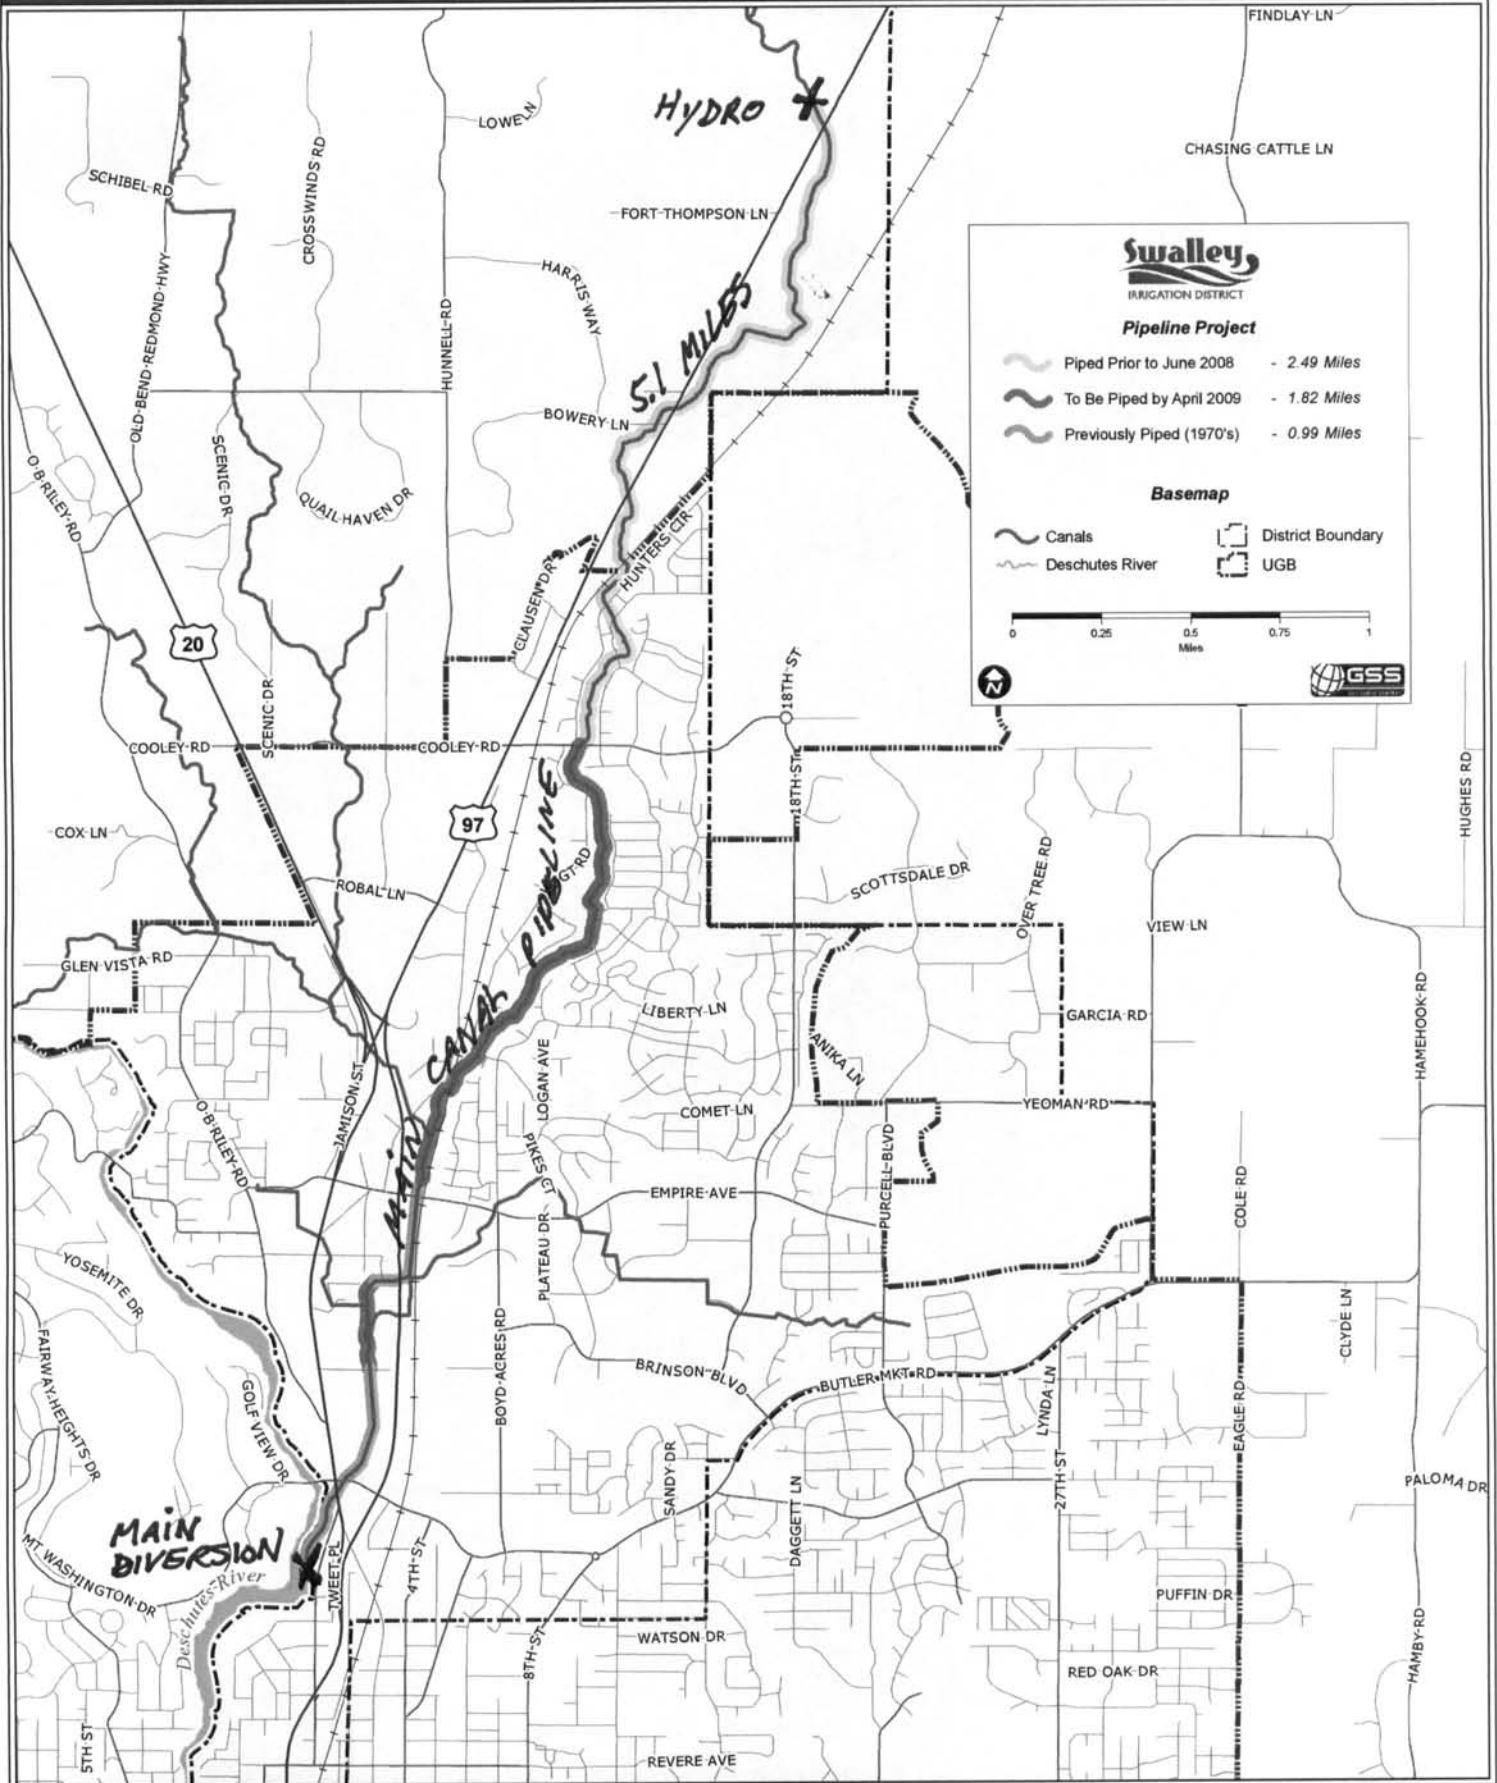 FINDLAY LN
HYDRO
LOWE LN
CHASING CATTLE LN
SCHIBEL RD
CROSSWINDS RD
FORT THOMPSON LN
OLD BEND REDMOND HWY
HARRIS WAY
HUNNELL RD
5.1 MILES
Swalley
IRRIGATION DISTRICT
Pipeline Project
Piped Prior to June 2008 - 2.49 Miles
To Be Piped by April 2009 - 1.82 Miles
Previously Piped (1970's) - 0.99 Miles
Basemap
Canals
District Boundary
Deschutes River
UGB
0 0.25 0.5 0.75 1
Miles
N
GSS
BOWERY LN
O B RILEY RD
SCENIC DR
QUAIL HAVEN DR
HUNTERS CIR
CLAUSEN DR
20
SCENIC DR
18TH ST
COOLEY RD
COOLEY RD
18TH ST
HUGHES RD
97
COX LN
MAIN CANAL PIPELINE
GT RD
ROBAL LN
SCOTTSDALE DR
OVER TREE RD
VIEW LN
GLEN VISTA RD
LIBERTY LN
GARCIA RD
HAMEHOOK RD
ANIKA LN
LOGAN AVE
JAMISON ST
COMET LN
YEOMAN RD
O B RILEY RD
PIKES CT
PURCELL BLVD
EMPIRE AVE
COLE RD
PLATEAU DR
YOSEMITE DR
CLYDE LN
FAIRWAY HEIGHTS DR
BOYD ACRES RD
BRINSON BLVD
BUTLER MKT RD
GOLF VIEW DR
LYNDA LN
EAGLE RD
SANDY DR
27TH ST
PALOMA DR
DAGGETT LN
MAIN
DIVERSION
MT WASHINGTON DR
TWEET PL
4TH ST
Deschutes River
PUFFIN DR
8TH ST
WATSON DR
RED OAK DR
HAMBY RD
5TH ST
REVERE AVE